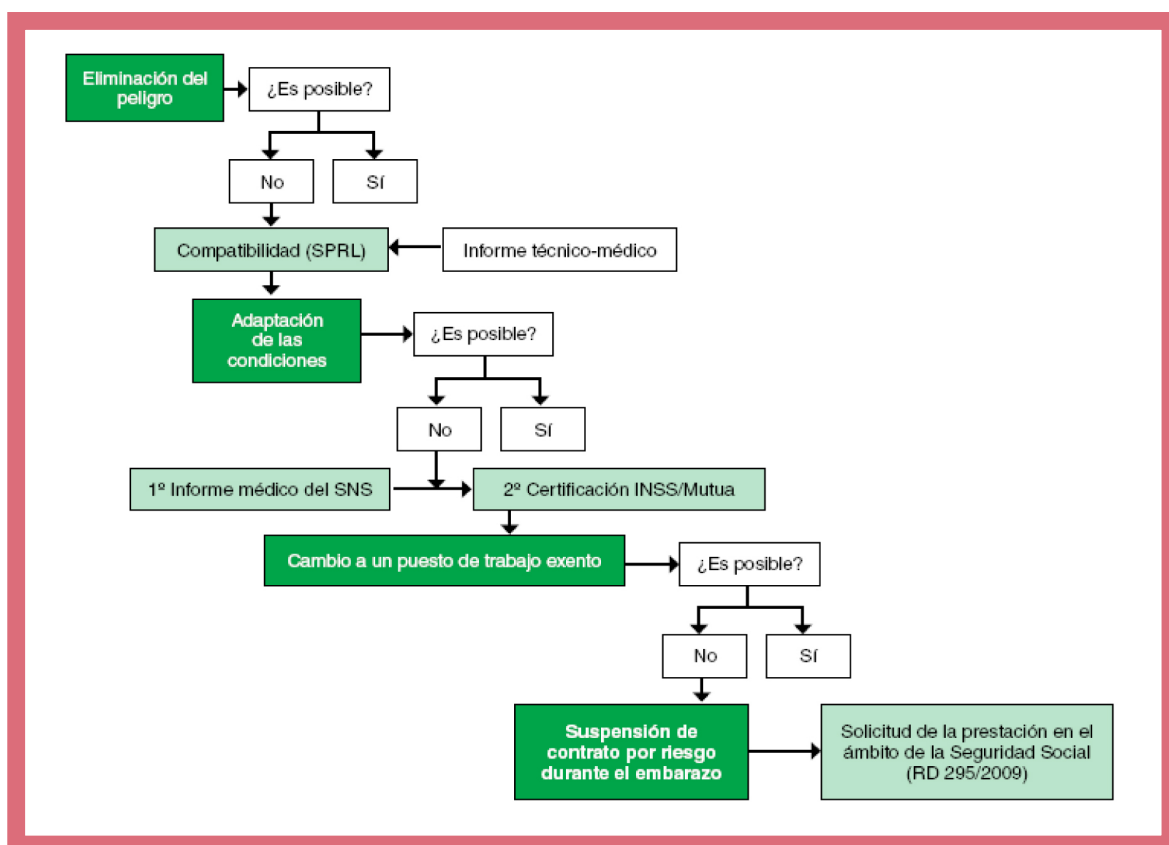 Eliminación del
peligro
¿Es posible?
No
Sí
Compatibilidad (SPRL)
Informe técnico-médico
Adaptación
de las
condiciones
¿Es posible?
No
Sí
1º Informe médico del SNS
2º Certificación INSS/Mutua
Cambio a un puesto de trabajo exento
¿Es posible?
No
Sí
Suspensión de
contrato por riesgo
durante el embarazo
Solicitud de la prestación en el
ámbito de la Seguridad Social
(RD 295/2009)